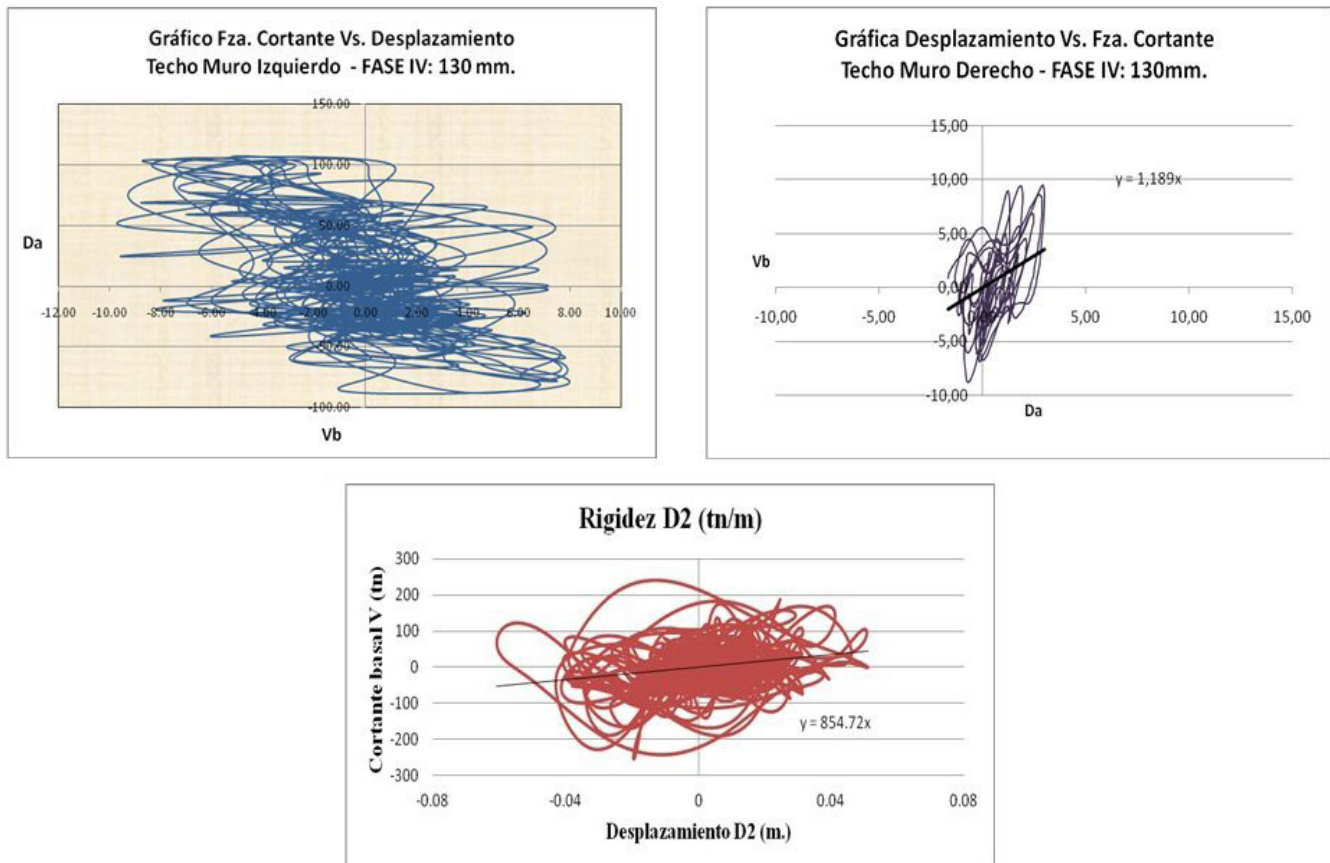 Gráfico Fza. Cortante Vs. Desplazamiento
Techo Muro Izquierdo - FASE IV: 130 mm.
150.00
100.00
50.00
Da
0.00
-12.00 -10.00 -8.00 -6.00 -4.00 -2.00 0.00 2.00 4.00 6.00 8.00 10.00
-50.00
-100.00
Vb
Gráfica Desplazamiento Vs. Fza. Cortante
Techo Muro Derecho - FASE IV: 130mm.
15,00
10,00
y = 1,189x
5,00
Vb
0,00
-10,00 -5,00 0,00 5,00 10,00 15,00
-5,00
-10,00
Da
Rigidez D2 (tn/m)
Cortante basal V (tn)
300
200
100
0
-100
y = 854.72x
-200
-300
-0.08 -0.04 0 0.04 0.08
Desplazamiento D2 (m.)